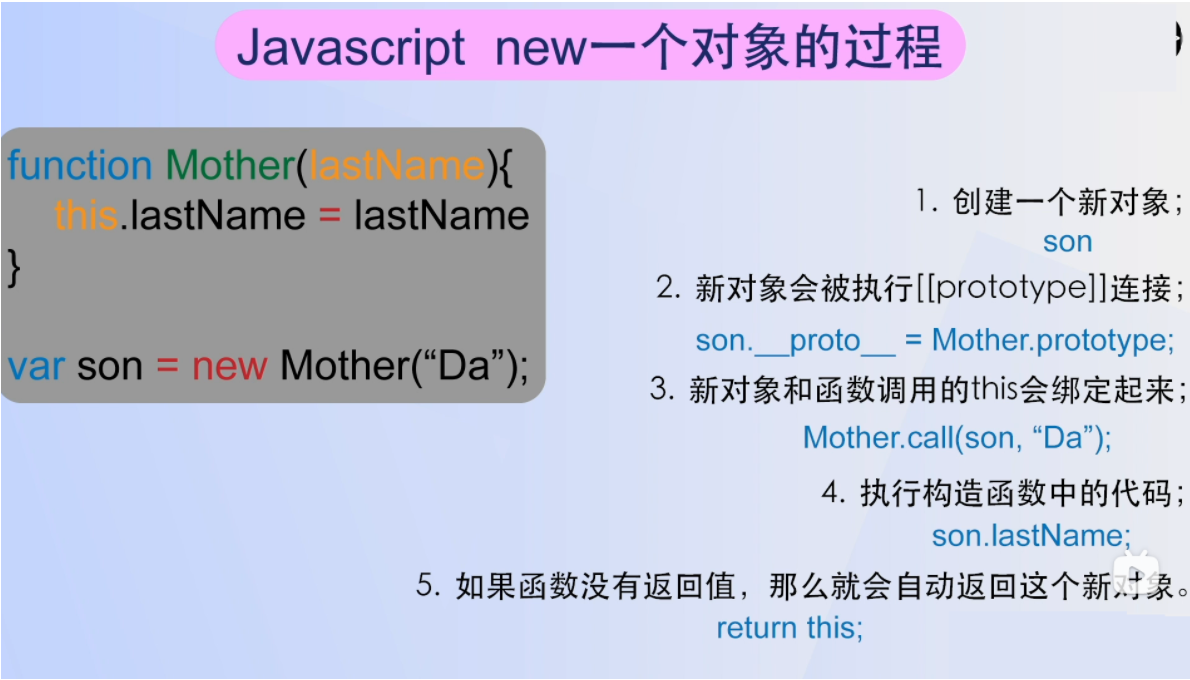 Javascript new一个对象的过程
function Mother(lastName){
this.lastName = lastName
}
var son = new Mother(“Da”);
1. 创建一个新对象;
son
2. 新对象会被执行[[prototype]]连接;
son.__proto__ = Mother.prototype;
3. 新对象和函数调用的this会绑定起来;
Mother.call(son, “Da”);
4. 执行构造函数中的代码;
son.lastName;
5. 如果函数没有返回值，那么就会自动返回这个新对象。
return this;